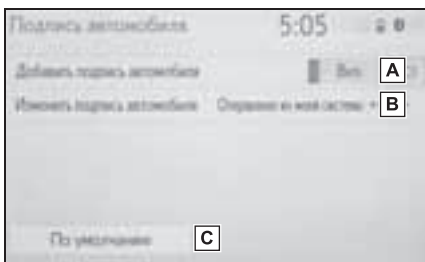 Подпись автомобиля 5:05
Добавить подпись автомобиля Вкл. A
Изменить подпись автомобиля Отправлено из моей системы B
По умолчанию C